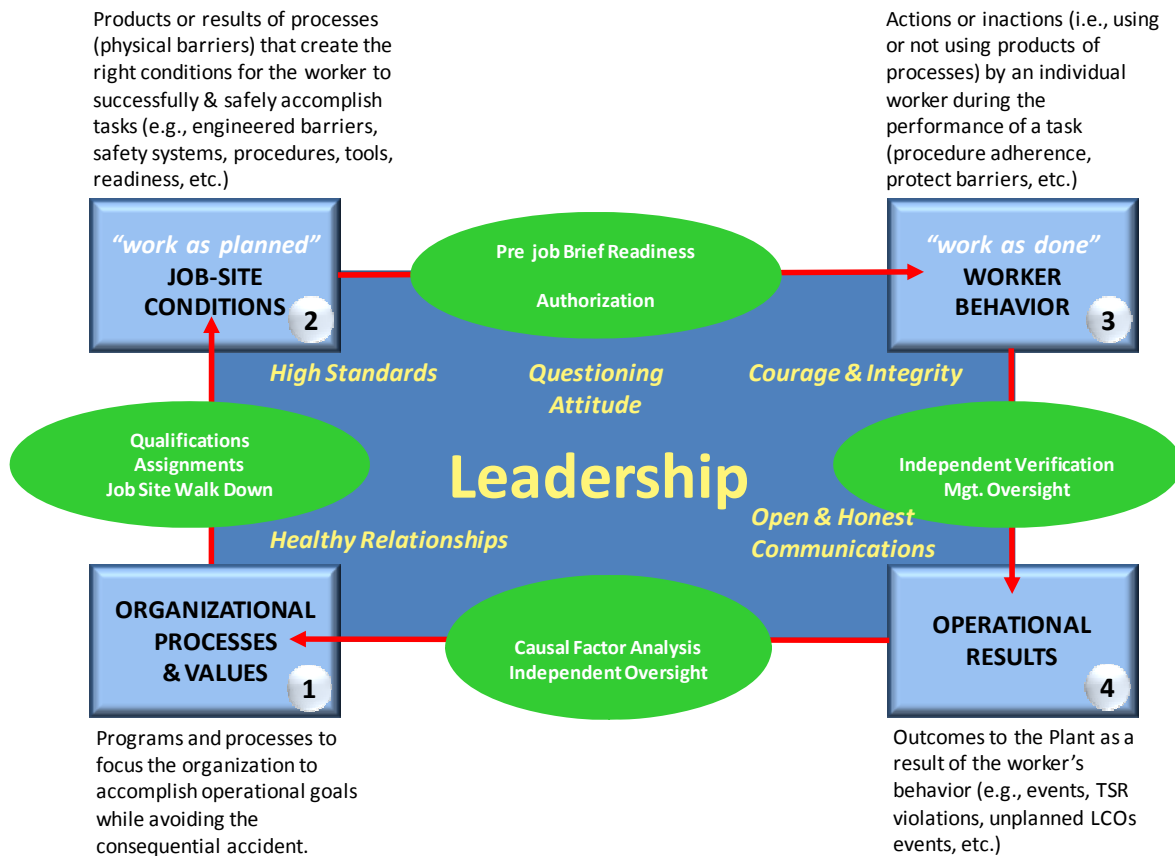 Products or results of processes
(physical barriers) that create the
right conditions for the worker to
successfully & safely accomplish
tasks (e.g., engineered barriers,
safety systems, procedures, tools,
readiness, etc.)
Actions or inactions (i.e., using
or not using products of
processes) by an individual
worker during the
performance of a task
(procedure adherence,
protect barriers, etc.)
“work as planned”
JOB-SITE
CONDITIONS
2
Pre job Brief Readiness
Authorization
“work as done”
WORKER
BEHAVIOR
3
High Standards
Questioning
Attitude
Courage & Integrity
Qualifications
Assignments
Job Site Walk Down
Leadership
Independent Verification
Mgt. Oversight
Healthy Relationships
Open & Honest
Communications
ORGANIZATIONAL
PROCESSES
& VALUES
1
Causal Factor Analysis
Independent Oversight
OPERATIONAL
RESULTS
4
Programs and processes to
focus the organization to
accomplish operational goals
while avoiding the
consequential accident.
Outcomes to the Plant as a
result of the worker’s
behavior (e.g., events, TSR
violations, unplanned LCOs
events, etc.)